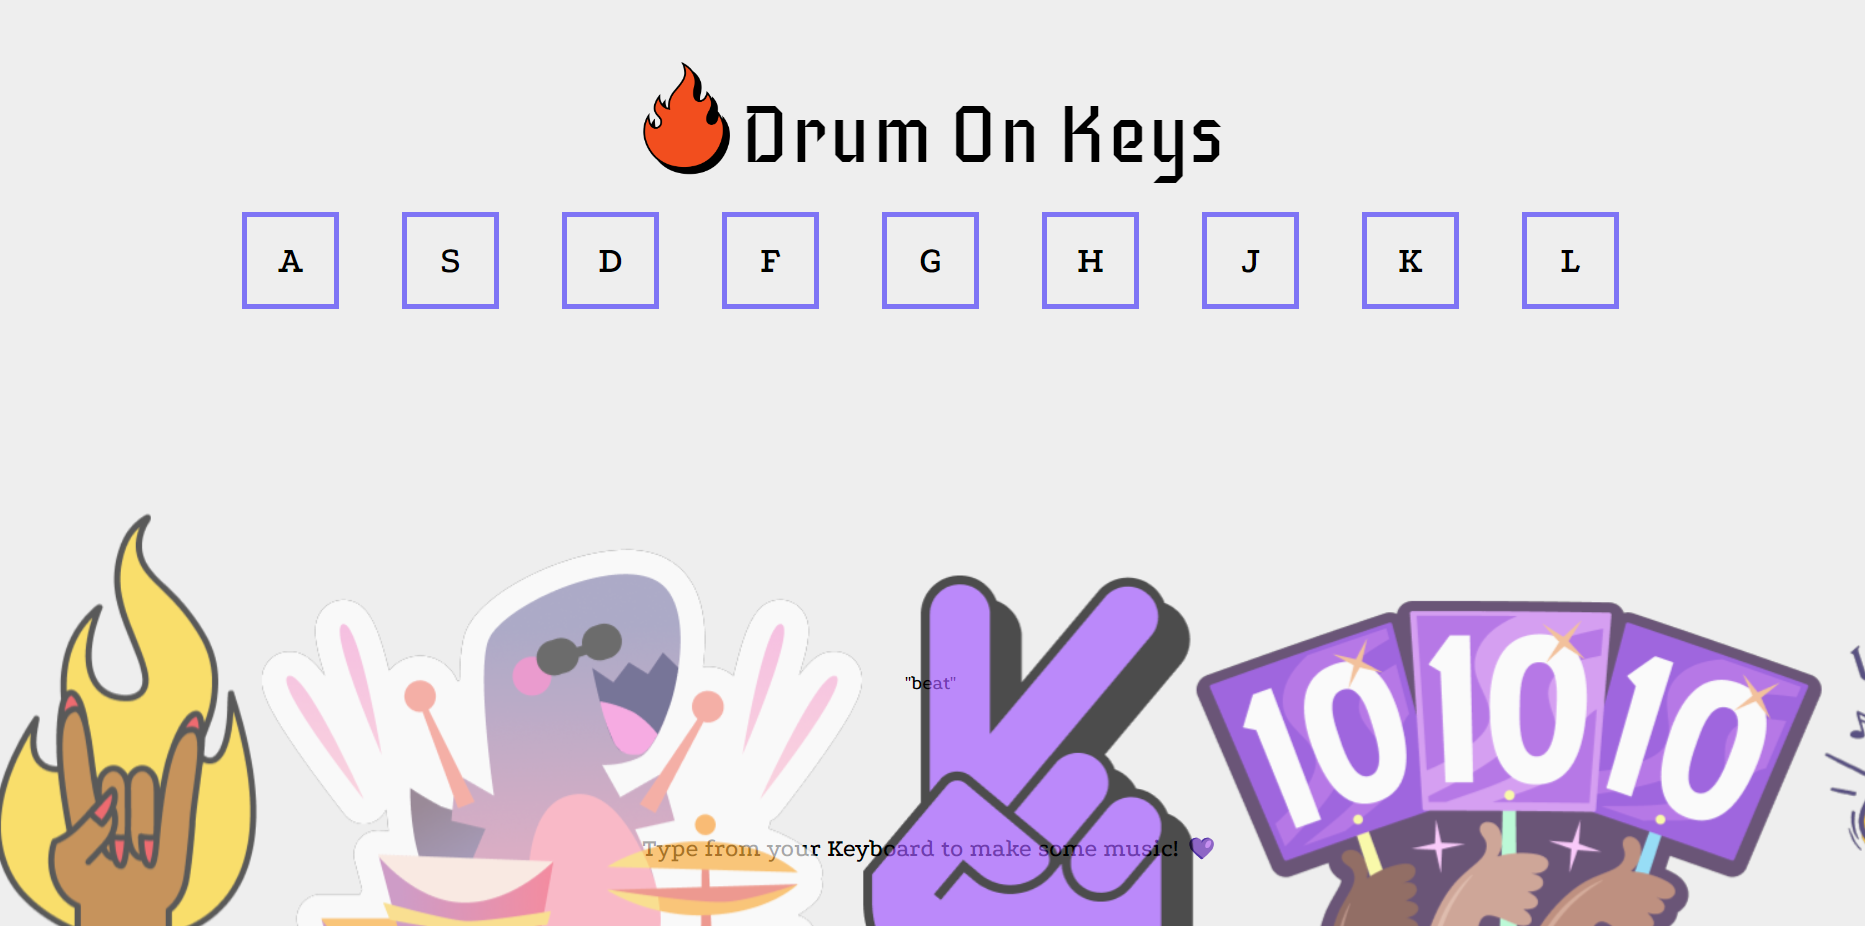 Drum On Keys
A S D F G H J K L
10 10 10
"beat"
Type from your Keyboard to make some music! 💜